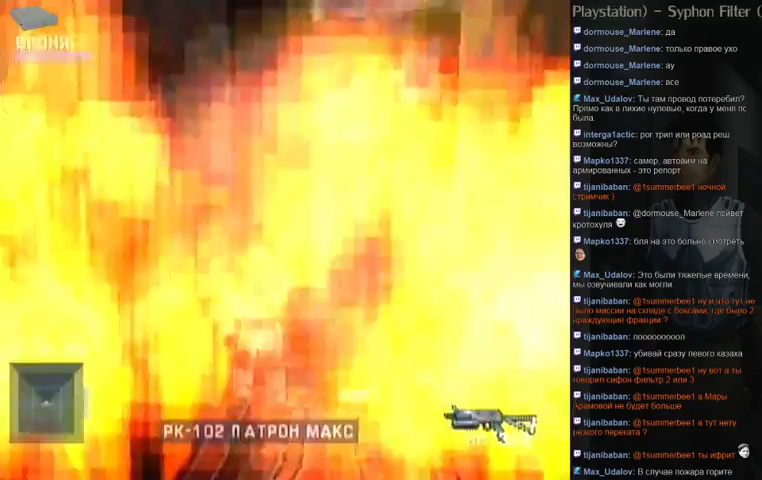 Playstation) - Syphon Filter (
БРОНЯ
dormouse_Marlene: да
dormouse_Marlene: только правое ухо
dormouse_Marlene: ау
dormouse_Marlene: все
Max_Udalov: Ты там провод потеребил?
Прямо как в лихие нулевые, когда у меня пс
была.
interga1actic: рог трип или роад реш
возможны?
Mapko1337: самер, автоаим на
армированных - это репорт
tijanibaban: @1summerbee1 ночной
стримчик )
tijanibaban: @dormouse_Marlene привет
кротохуля
Mapko1337: бля на это больно смотреть
Max_Udalov: Это были тяжелые времени,
мы озвучивали как могли.
tijanibaban: @1summerbee1 ну и что тут не
было миссии на складе с боксами, где было 2
враждующие фракции ?
tijanibaban: лоооооооол
Mapko1337: убивай сразу левого казаха
tijanibaban: @1summerbee1 ну вот а ты
говорил сифон фильтр 2 или 3
tijanibaban: @1summerbee1 а Мары
Арамовой не будет больше
tijanibaban: @1summerbee1 а тут нету
резкого переката ?
tijanibaban: @1summerbee1 ты ифрит
Max_Udalov: В случае пожара горите
РК-102 ПАТРОН МАКС